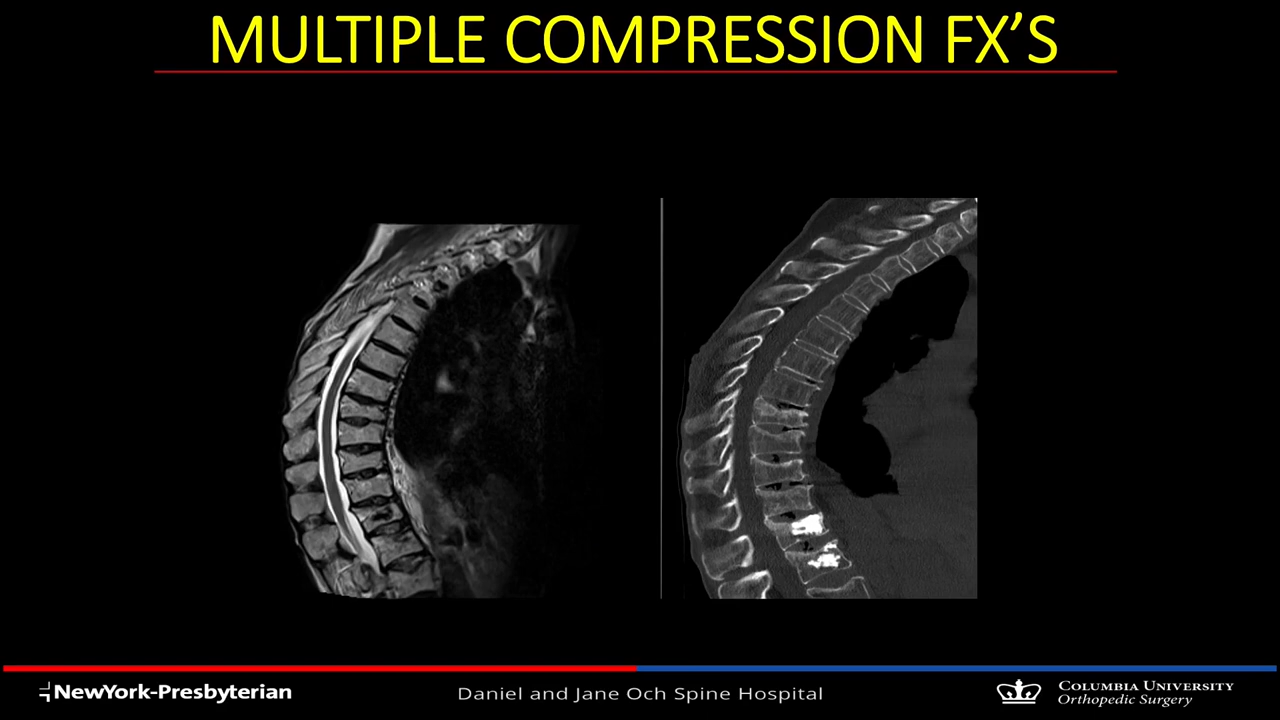 MULTIPLE COMPRESSION FX’S
NewYork-Presbyterian
Daniel and Jane Och Spine Hospital
COLUMBIA UNIVERSITY
Orthopedic Surgery